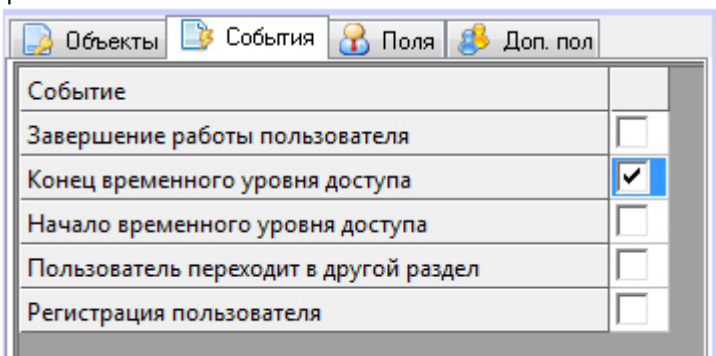 Объекты События Поля Доп. пол
Событие
Завершение работы пользователя
Конец временного уровня доступа
Начало временного уровня доступа
Пользователь переходит в другой раздел
Регистрация пользователя